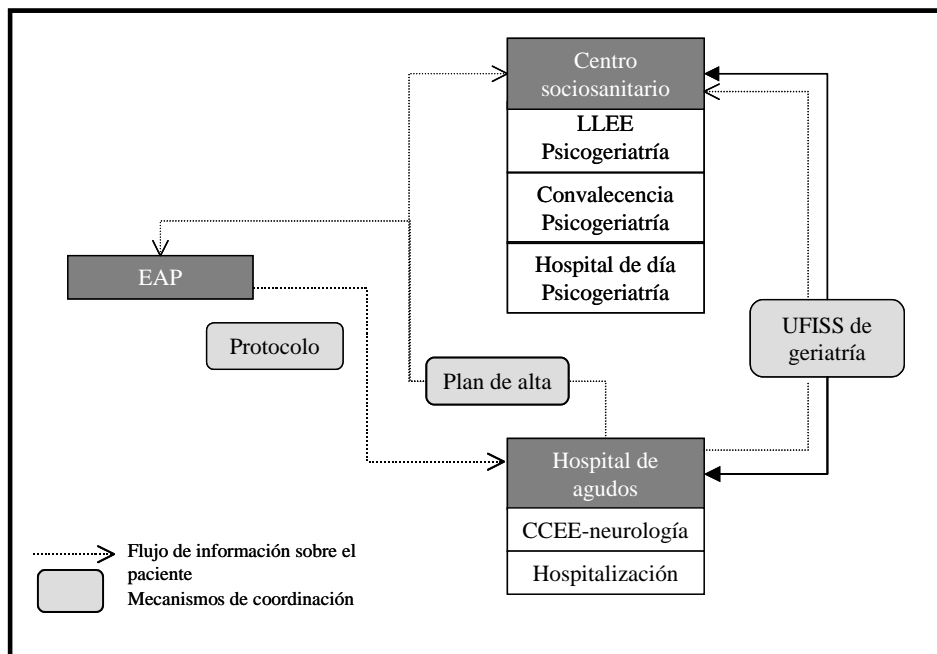 Centro
sociosanitario
LLEE
Psicogeriatría
Convalecencia
Psicogeriatría
Hospital de día
Psicogeriatría
EAP
Protocolo
Plan de alta
UFISS de
geriatría
Hospital de
agudos
CCEE-neurología
Hospitalización
Flujo de información sobre el
paciente
Mecanismos de coordinación